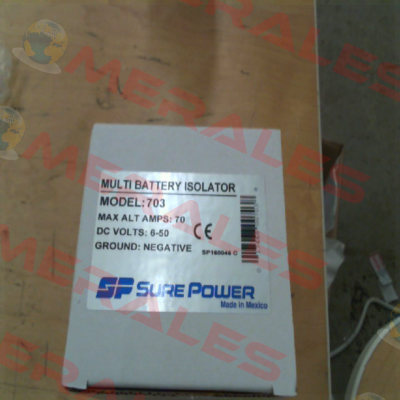 MULTI BATTERY ISOLATOR
MODEL:703
MAX ALT AMPS: 70
DC VOLTS: 6-50
CE
GROUND: NEGATIVE
SP160049 C
SP SURE POWER
Made in Mexico
MERALES
MERALES
MERALES